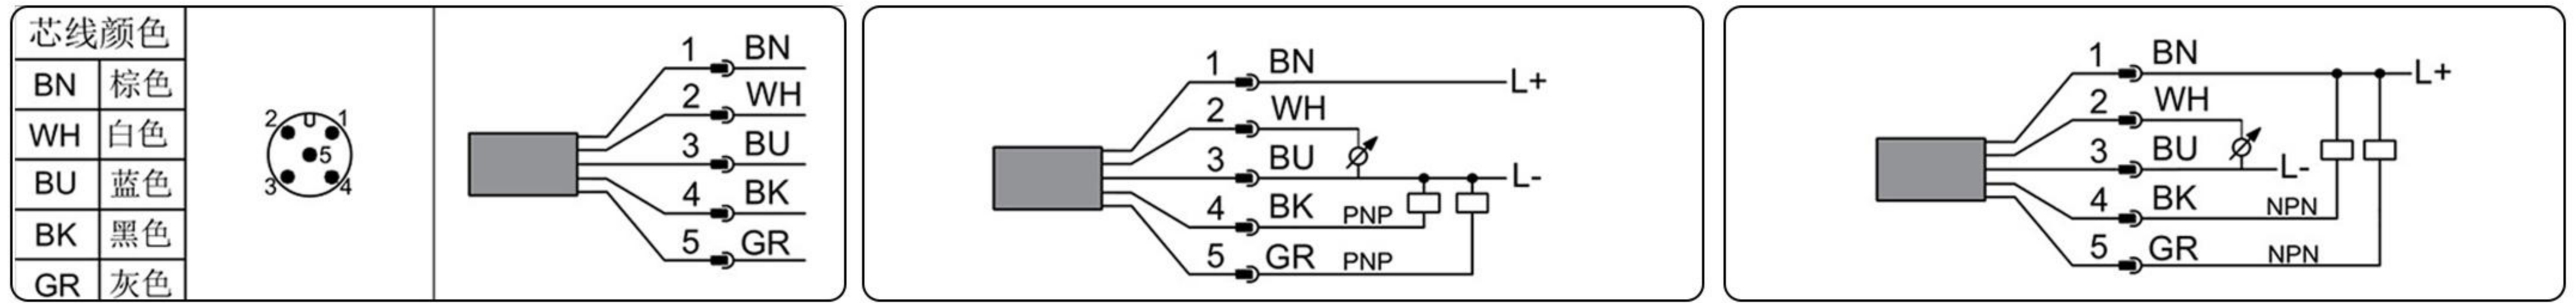 芯线颜色
BN 棕色
WH 白色
BU 蓝色
BK 黑色
GR 灰色
2 1
5
3 4
1 BN
2 WH
3 BU
4 BK
5 GR
1 BN L+
2 WH
3 BU L-
4 BK PNP
5 GR PNP
1 BN L+
2 WH
3 BU L-
4 BK NPN
5 GR NPN